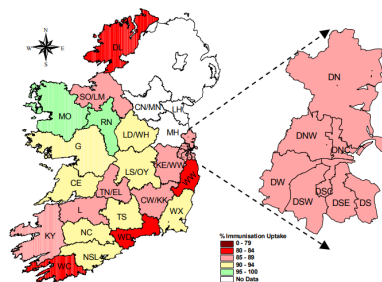 N
W E
S
DL
SO/LM
CN/MN
LH
MO
RN
LD/WH
MH
G
KE/WW
LS/OY
CE
TN/EL
CW/KK
WW
L
TS
WX
KY
NC
WD
WC
NSL
DN
DNW
DNC
DW
DSC
DSW
DSE
DS
% Immunisation Uptake
0 - 79
80 - 84
85 - 89
90 - 94
95 - 100
No Data